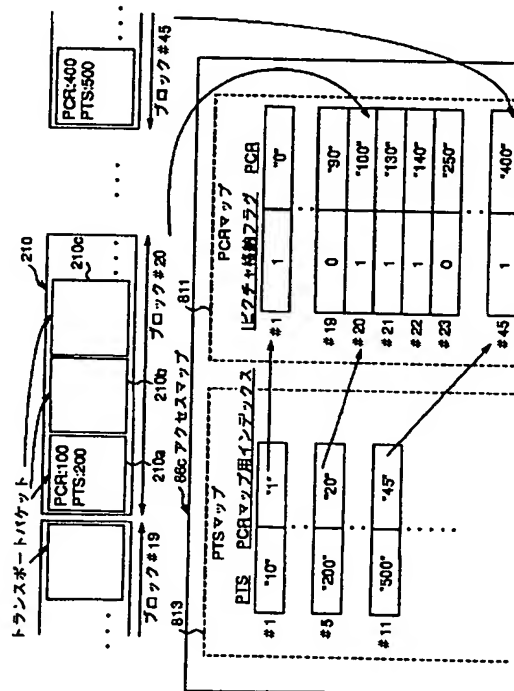 トランスポートパケット
210
210c
PCR:100
PTS:200
PCR:400
PTS:500
210a
210b
ブロック#19
ブロック#20
ブロック#45
86c アクセスマップ
813
811
PTSマップ
PTS PCRマップ用インデックス
#1 "10" "1"
#5 "200" "20"
#11 "500" "45"
PCRマップ
Iピクチャ格納フラグ PCR
#1 1 "0"
#19 0 "90"
#20 1 "100"
#21 1 "130"
#22 1 "140"
#23 0 "250"
#45 1 "400"